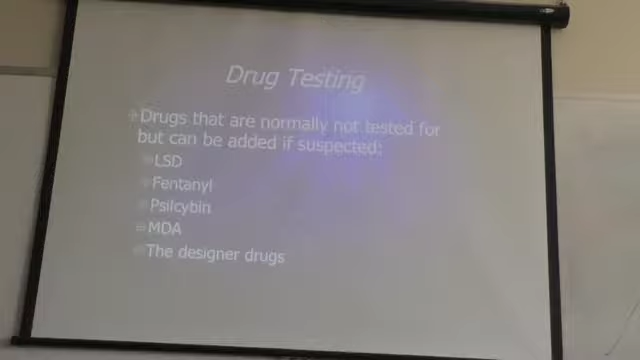 Drug Testing
Drugs that are normally not tested for
but can be added if suspected:
LSD
Fentanyl
Psilcybin
MDA
The designer drugs